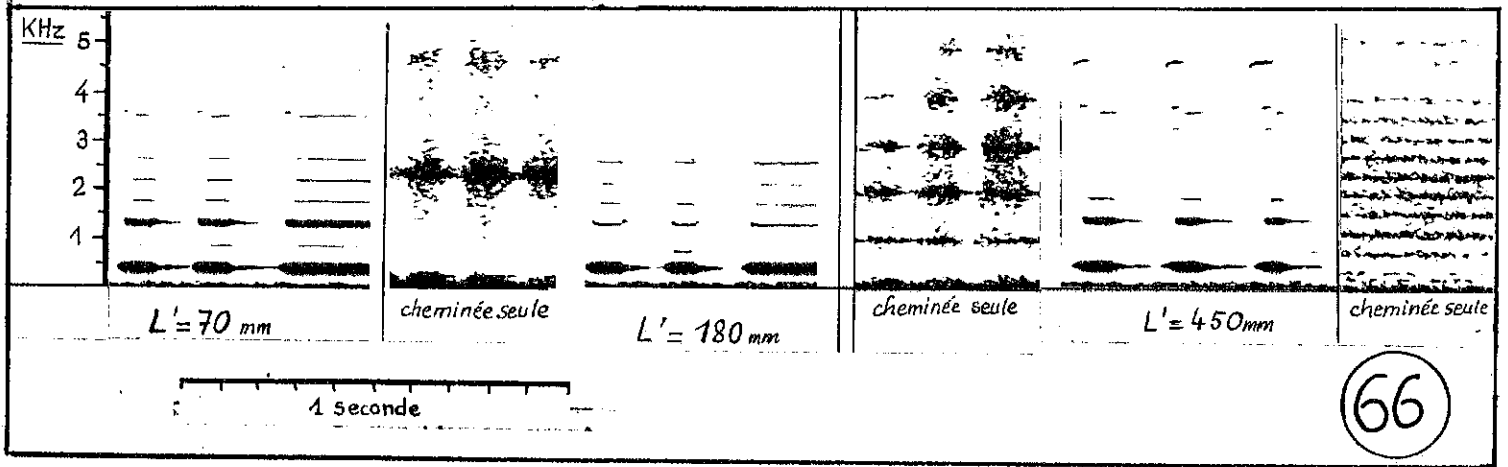 KHz
5
4
3
2
1
L'=70 mm
cheminée seule
L'= 180 mm
cheminée seule
L'= 450mm
cheminée seule
1 seconde
66